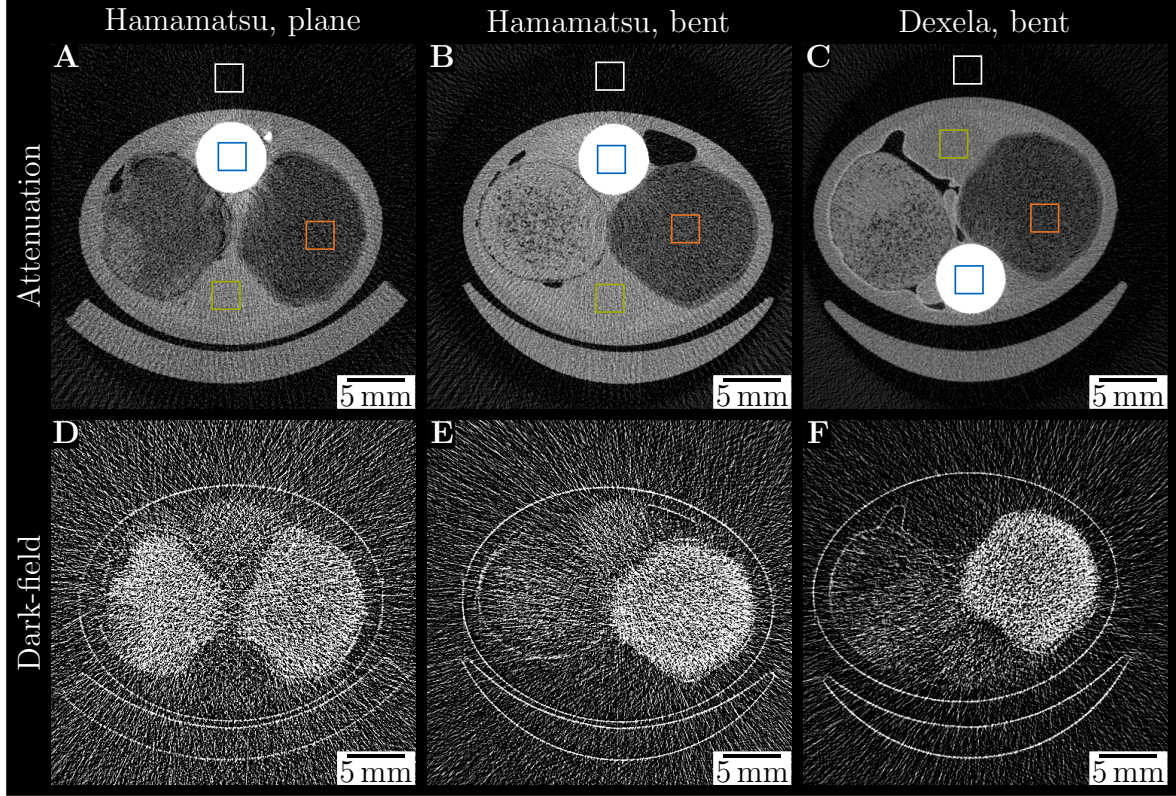 Hamamatsu, plane
Hamamatsu, bent
Dexela, bent
Attenuation
A
B
C
5 mm
5 mm
5 mm
Dark-field
D
E
F
5 mm
5 mm
5 mm